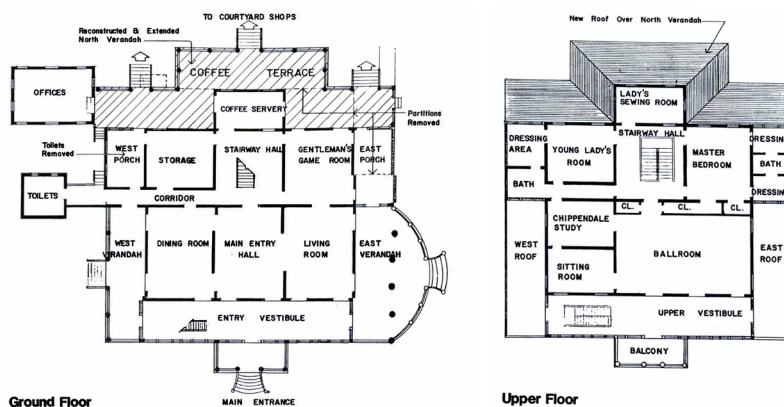 TO COURTYARD SHOPS
Reconstructed & Extended
North Verandah
COFFEE TERRACE
OFFICES
COFFEE SERVERY
Partitions
Removed
Toilets
Removed
WEST
PORCH
STORAGE
STAIRWAY HALL
GENTLEMAN'S
GAME ROOM
EAST
PORCH
TOILETS
CORRIDOR
WEST
VIRANDAH
DINING ROOM
MAIN ENTRY
HALL
LIVING
ROOM
EAST
VERANDAH
ENTRY VESTIBULE
MAIN ENTRANCE
Ground Floor
New Roof Over North Verandah
LADY'S
SEWING ROOM
STAIRWAY HALL
DRESSING
AREA
YOUNG LADY'S
ROOM
MASTER
BEDROOM
DRESSING
BATH
DRESSING
BATH
CL.
CL.
CL.
CHIPPENDALE
STUDY
WEST
ROOF
BALLROOM
EAST
ROOF
SITTING
ROOM
UPPER VESTIBULE
BALCONY
Upper Floor